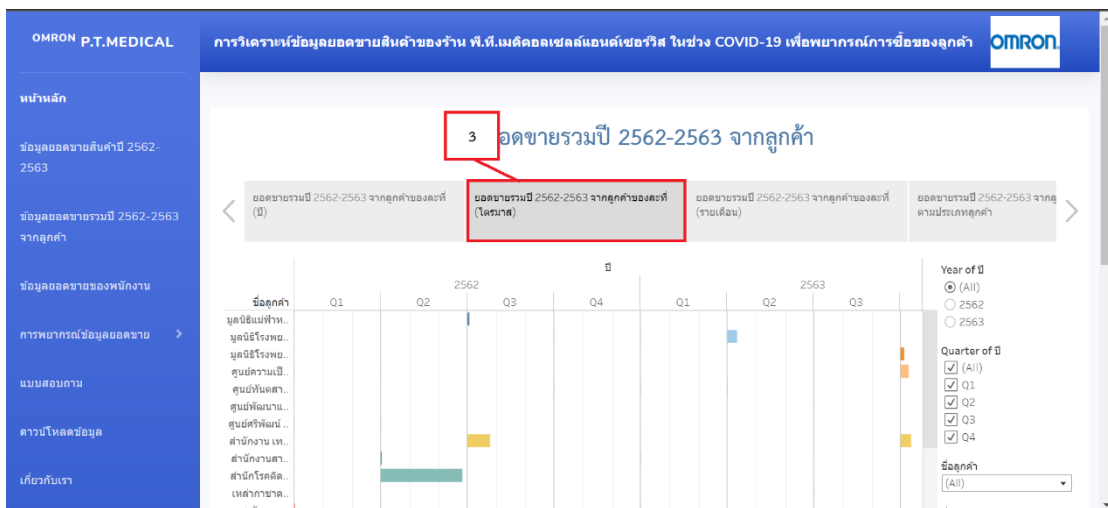 OMRON P.T.MEDICAL
การวิเคราะห์ข้อมูลยอดขายสินค้าของร้าน พี.ที.เมดิคอลเซลล์แอนด์เซอร์วิส ในช่วง COVID-19 เพื่อพยากรณ์การซื้อของลูกค้า
OMRON
หน้าหลัก
ข้อมูลยอดขายสินค้าปี 2562-
2563
ข้อมูลยอดขายรวมปี 2562-2563
จากลูกค้า
ข้อมูลยอดขายของพนักงาน
การพยากรณ์ข้อมูลยอดขาย >
แบบสอบถาม
ดาวน์โหลดข้อมูล
เกี่ยวกับเรา
3
อดขายรวมปี 2562-2563 จากลูกค้า
ยอดขายรวมปี 2562-2563 จากลูกค้าของละที่
(ปี)
ยอดขายรวมปี 2562-2563 จากลูกค้าของละที่
(ไตรมาส)
ยอดขายรวมปี 2562-2563 จากลูกค้าของละที่
(รายเดือน)
ยอดขายรวมปี 2562-2563 จากลู
ตามประเภทลูกค้า
ปี
2562 2563
ชื่อลูกค้า Q1 Q2 Q3 Q4 Q1 Q2 Q3
มูลนิธิแม่ฟ้าห..
มูลนิธิโรงพย..
มูลนิธิโรงพย..
ศูนย์ความเป็..
ศูนย์ทันตสา..
ศูนย์พัฒนาแ..
ศูนย์ศรีพัฒน์ ..
สำนักงาน เท..
สำนักงานสา..
สำนักโรคติด..
เหล่ากาชาด..
Year of ปี
(All)
2562
2563
Quarter of ปี
(All)
Q1
Q2
Q3
Q4
ชื่อลูกค้า
(All)